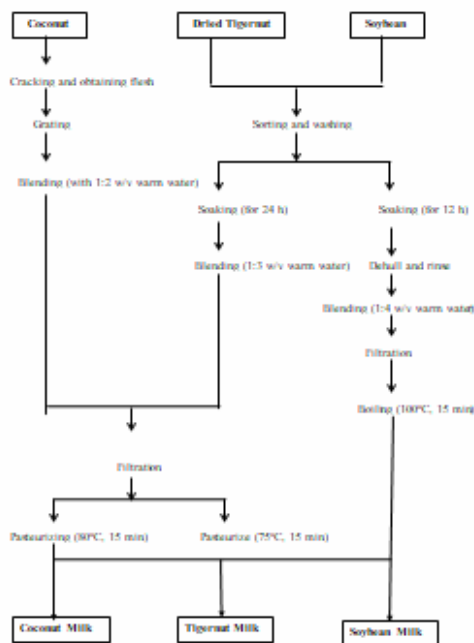 Coconut
Dried Tigernut
Soybean
Cracking and obtaining flesh
Grating
Sorting and washing
Blending (with 1:2 w/v warm water)
Soaking (for 24 h)
Soaking (for 12 h)
Blending (1:3 w/v warm water)
Dehull and rinse
Blending (1:4 w/v warm water)
Filtration
Boiling (100°C, 15 min)
Filtration
Pasteurizing (80°C, 15 min)
Pasteurize (75°C, 15 min)
Coconut Milk
Tigernut Milk
Soybean Milk